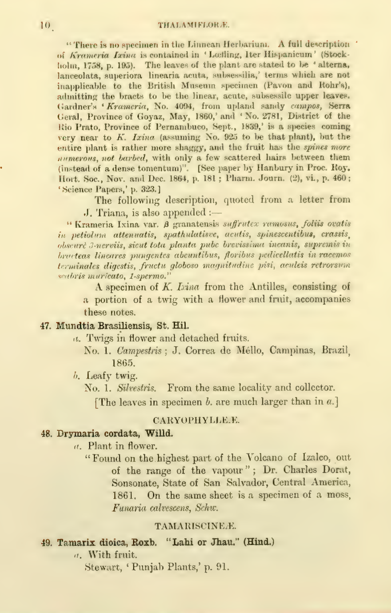 10 THALAMIFLORÆ.
"There is no specimen in the Linnean Herbarium. A full description
of Krameria Ixina is contained in 'Lœfling, Iter Hispanicum' (Stock-
holm, 1758, p. 195). The leaves of the plant are stated to be 'alterna,
lanceolata, superiora linearia acuta, subsessilia,' terms which are not
inapplicable to the British Museum specimen (Pavon and Rohr's),
admitting the bracts to be the linear, acute, subsessile upper leaves.
Gardner's 'Krameria, No. 4094, from upland sandy campos, Serra
Geral, Province of Goyaz, May, 1860,' and 'No. 2781, District of the
Rio Prato, Province of Pernambuco, Sept., 1839,' is a species coming
very near to K. Ixina (assuming No. 925 to be that plant), but the
entire plant is rather more shaggy, and the fruit has the spines more
numerous, not barbed, with only a few scattered hairs between them
(instead of a dense tomentum)". [See paper by Hanbury in Proc. Roy.
Hort. Soc., Nov. and Dec. 1864, p. 181; Pharm. Journ. (2), vi., p. 460;
'Science Papers,' p. 323.]
The following description, quoted from a letter from
J. Triana, is also appended:—
"Krameria Ixina var. β granatensis suffrutex ramosus, foliis ovatis
in petiolum attenuatis, spathulatisve, acutis, spinescentibus, crassis,
obscure 3-nerviis, sicut tota planta pube brevissima incanis, supremis in
bracteas lineares pungentes abeuntibus, floribus pedicellatis in racemos
terminales digestis, fructu globoso magnitudine pisi, aculeis retrorsum
scabris muricato, 1-spermo."
A specimen of K. Ixina from the Antilles, consisting of
a portion of a twig with a flower and fruit, accompanies
these notes.
47. Mundtia Brasiliensis, St. Hil.
a. Twigs in flower and detached fruits.
No. 1. Campestris; J. Correa de Méllo, Campinas, Brazil,
1865.
b. Leafy twig.
No. 1. Silvestris. From the same locality and collector.
[The leaves in specimen b. are much larger than in a.]
CARYOPHYLLEÆ.
48. Drymaria cordata, Willd.
a. Plant in flower.
"Found on the highest part of the Volcano of Izalco, out
of the range of the vapour"; Dr. Charles Dorat,
Sonsonate, State of San Salvador, Central America,
1861. On the same sheet is a specimen of a moss,
Funaria calvescens, Schw.
TAMARISCINEÆ.
49. Tamarix dioica, Roxb. "Lahi or Jhau." (Hind.)
a. With fruit.
Stewart, 'Punjab Plants,' p. 91.